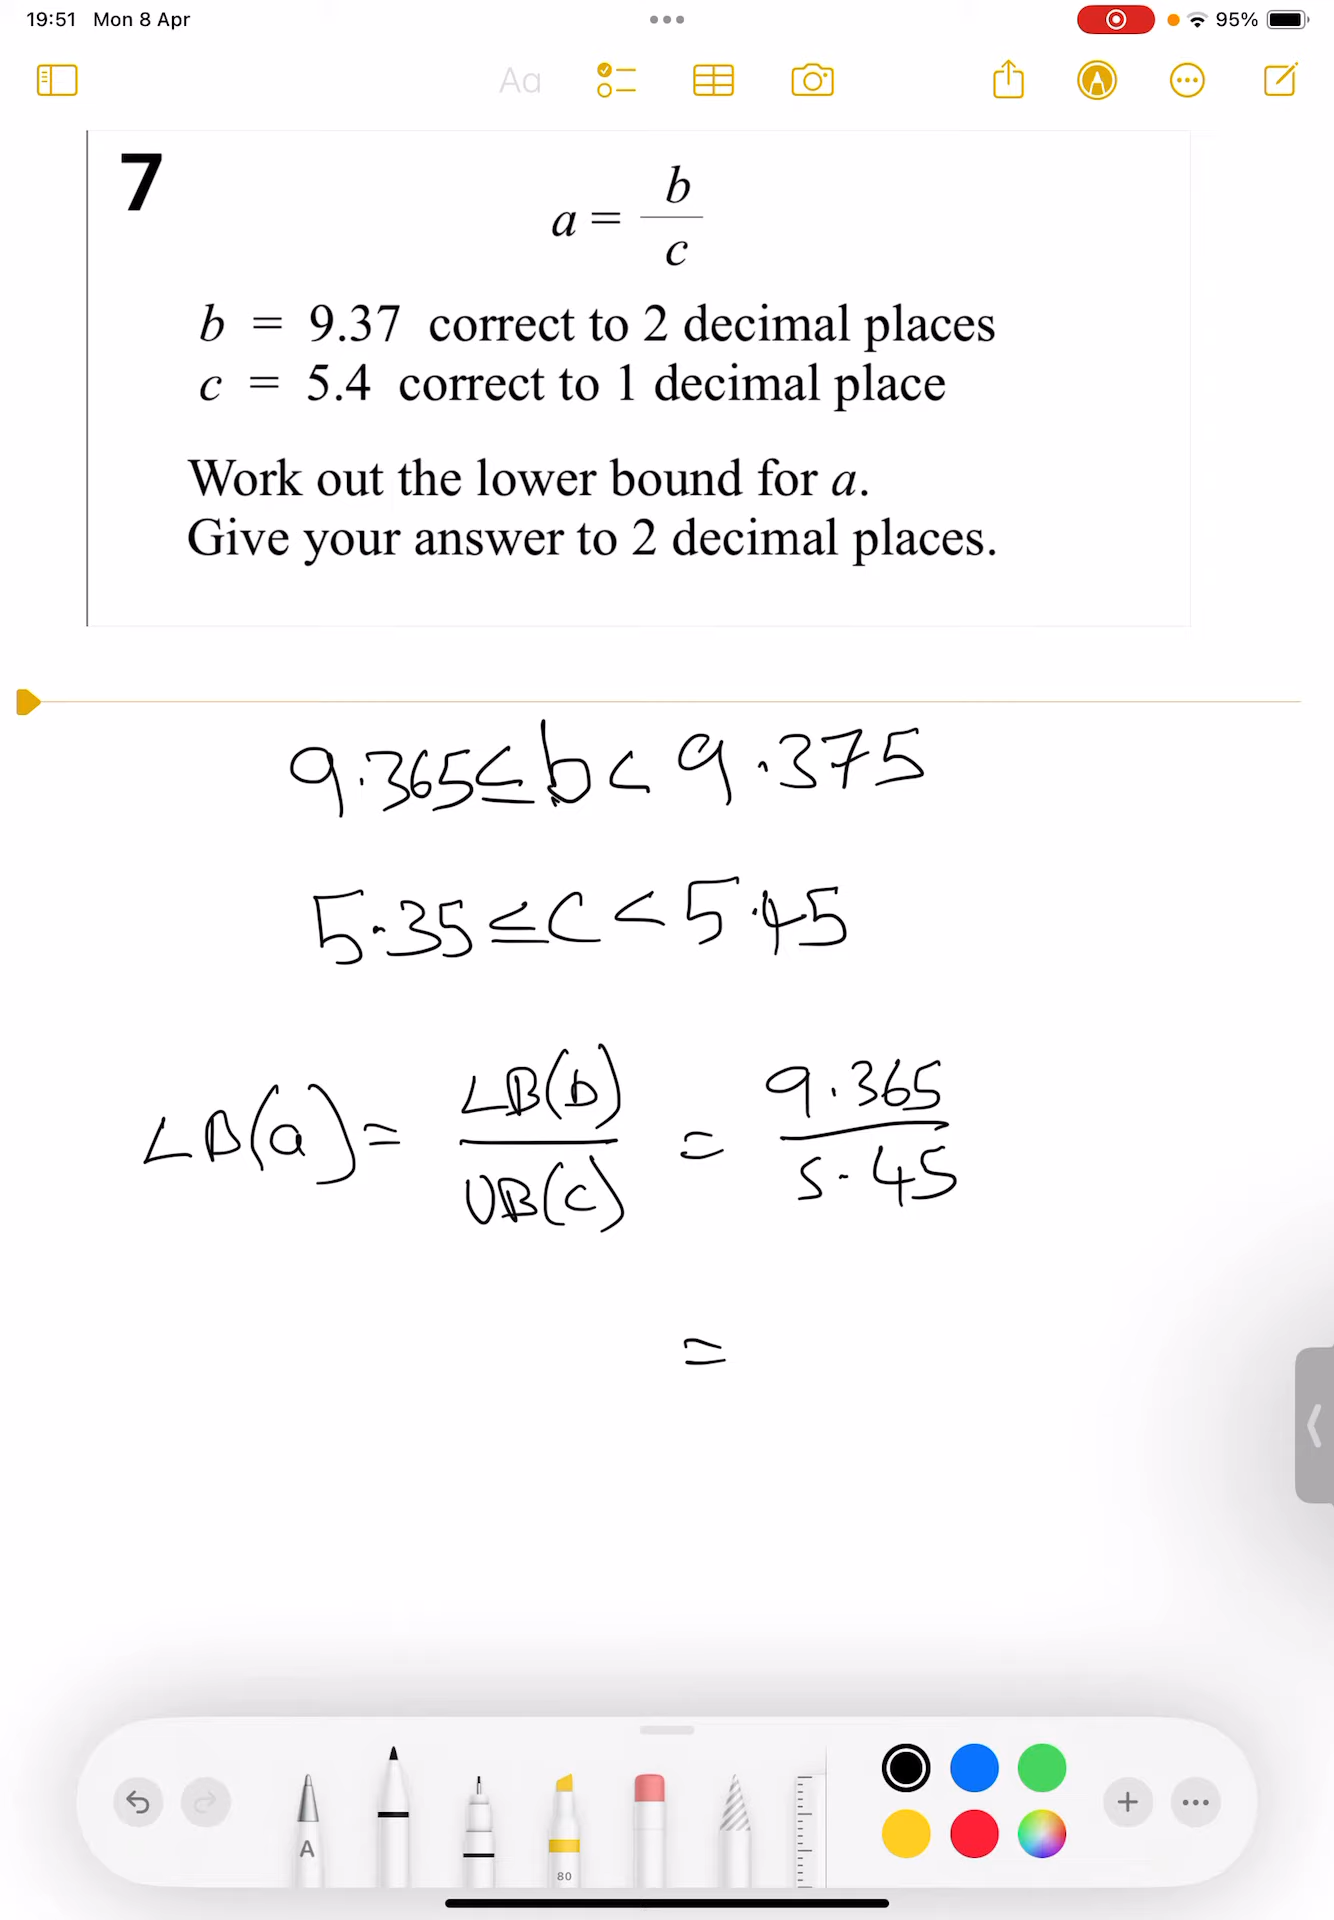 19:51 Mon 8 Apr
95%
Aa
7
a = b/c
b = 9.37 correct to 2 decimal places
c = 5.4 correct to 1 decimal place
Work out the lower bound for a.
Give your answer to 2 decimal places.
9.365 ≤ b < 9.375
5.35 ≤ c < 5.45
LB(a) = LB(b)/UB(c) = 9.365/5.45
=
A
80